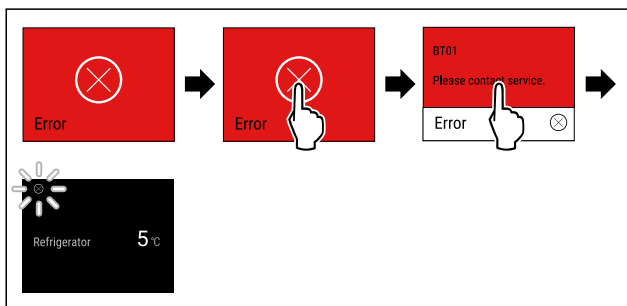 Error
Error
BT01
Please contact service.
Error
Refrigerator 5 °C